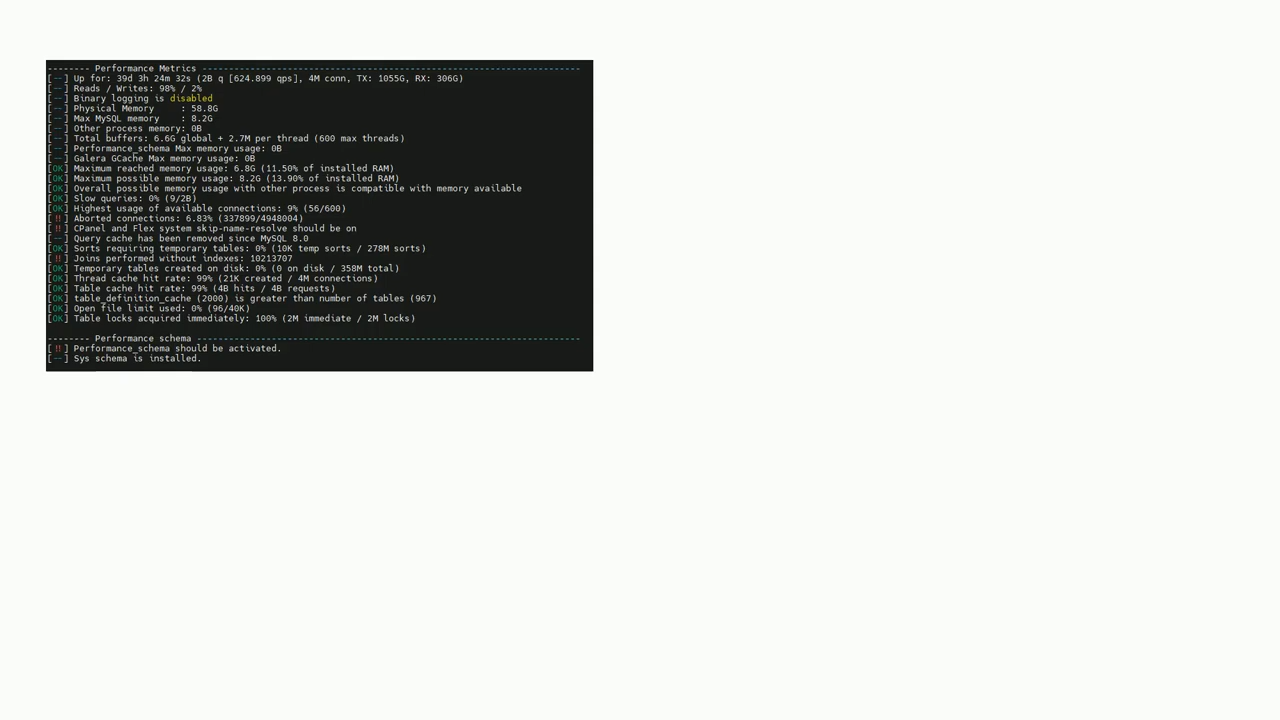 -------- Performance Metrics -----------------------------------------------------------------------
[--] Up for: 39d 3h 24m 32s (2B q [624.899 qps], 4M conn, TX: 1055G, RX: 306G)
[--] Reads / Writes: 98% / 2%
[--] Binary logging is disabled
[--] Physical Memory     : 58.8G
[--] Max MySQL memory    : 8.2G
[--] Other process memory: 0B
[--] Total buffers: 6.6G global + 2.7M per thread (600 max threads)
[--] Performance_schema Max memory usage: 0B
[--] Galera GCache Max memory usage: 0B
[OK] Maximum reached memory usage: 6.8G (11.50% of installed RAM)
[OK] Maximum possible memory usage: 8.2G (13.90% of installed RAM)
[OK] Overall possible memory usage with other process is compatible with memory available
[OK] Slow queries: 0% (9/2B)
[OK] Highest usage of available connections: 9% (56/600)
[!!] Aborted connections: 6.83% (337899/4948004)
[!!] CPanel and Flex system skip-name-resolve should be on
[--] Query cache has been removed since MySQL 8.0
[OK] Sorts requiring temporary tables: 0% (10K temp sorts / 278M sorts)
[!!] Joins performed without indexes: 10213707
[OK] Temporary tables created on disk: 0% (0 on disk / 358M total)
[OK] Thread cache hit rate: 99% (21K created / 4M connections)
[OK] Table cache hit rate: 99% (4B hits / 4B requests)
[OK] table_definition_cache (2000) is greater than number of tables (967)
[OK] Open file limit used: 0% (96/40K)
[OK] Table locks acquired immediately: 100% (2M immediate / 2M locks)
-------- Performance schema ------------------------------------------------------------------------
[!!] Performance_schema should be activated.
[--] Sys schema is installed.